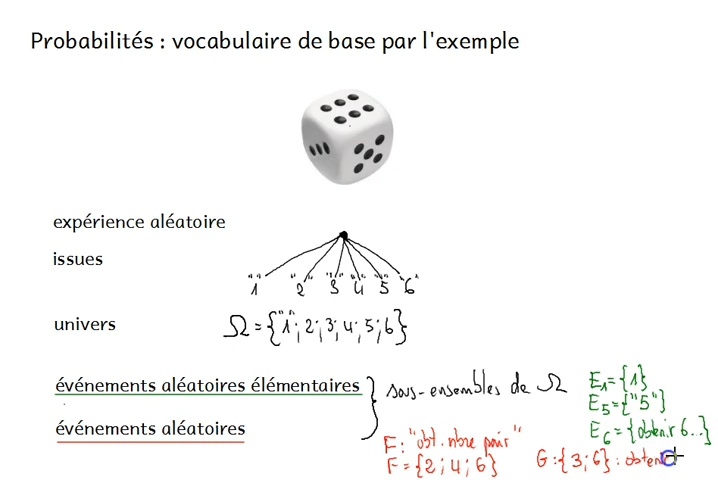 Probabilités : vocabulaire de base par l'exemple
expérience aléatoire
issues
"1" "2" "3" "4" "5" "6"
univers
Ω = {"1"; 2; 3; 4; 5; 6}
événements aléatoires élémentaires
sous-ensembles de Ω
E₁={1}
E₅={"5"}
E₆={obtenir 6...}
événements aléatoires
F: "obt. nbre pair"
F={2; 4; 6}
G:{3; 6} : obten